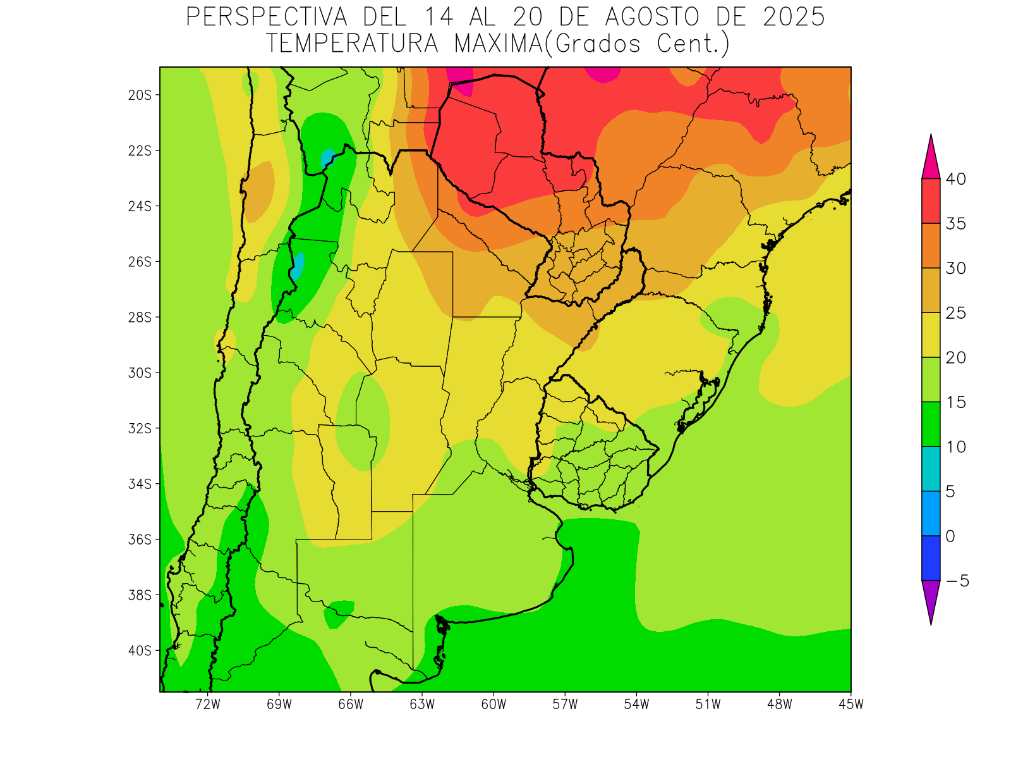 PERSPECTIVA DEL 14 AL 20 DE AGOSTO DE 2025
TEMPERATURA MAXIMA(Grados Cent.)
20S
22S
24S
26S
28S
30S
32S
34S
36S
38S
40S
72W 69W 66W 63W 60W 57W 54W 51W 48W 45W
40
35
30
25
20
15
10
5
0
−5